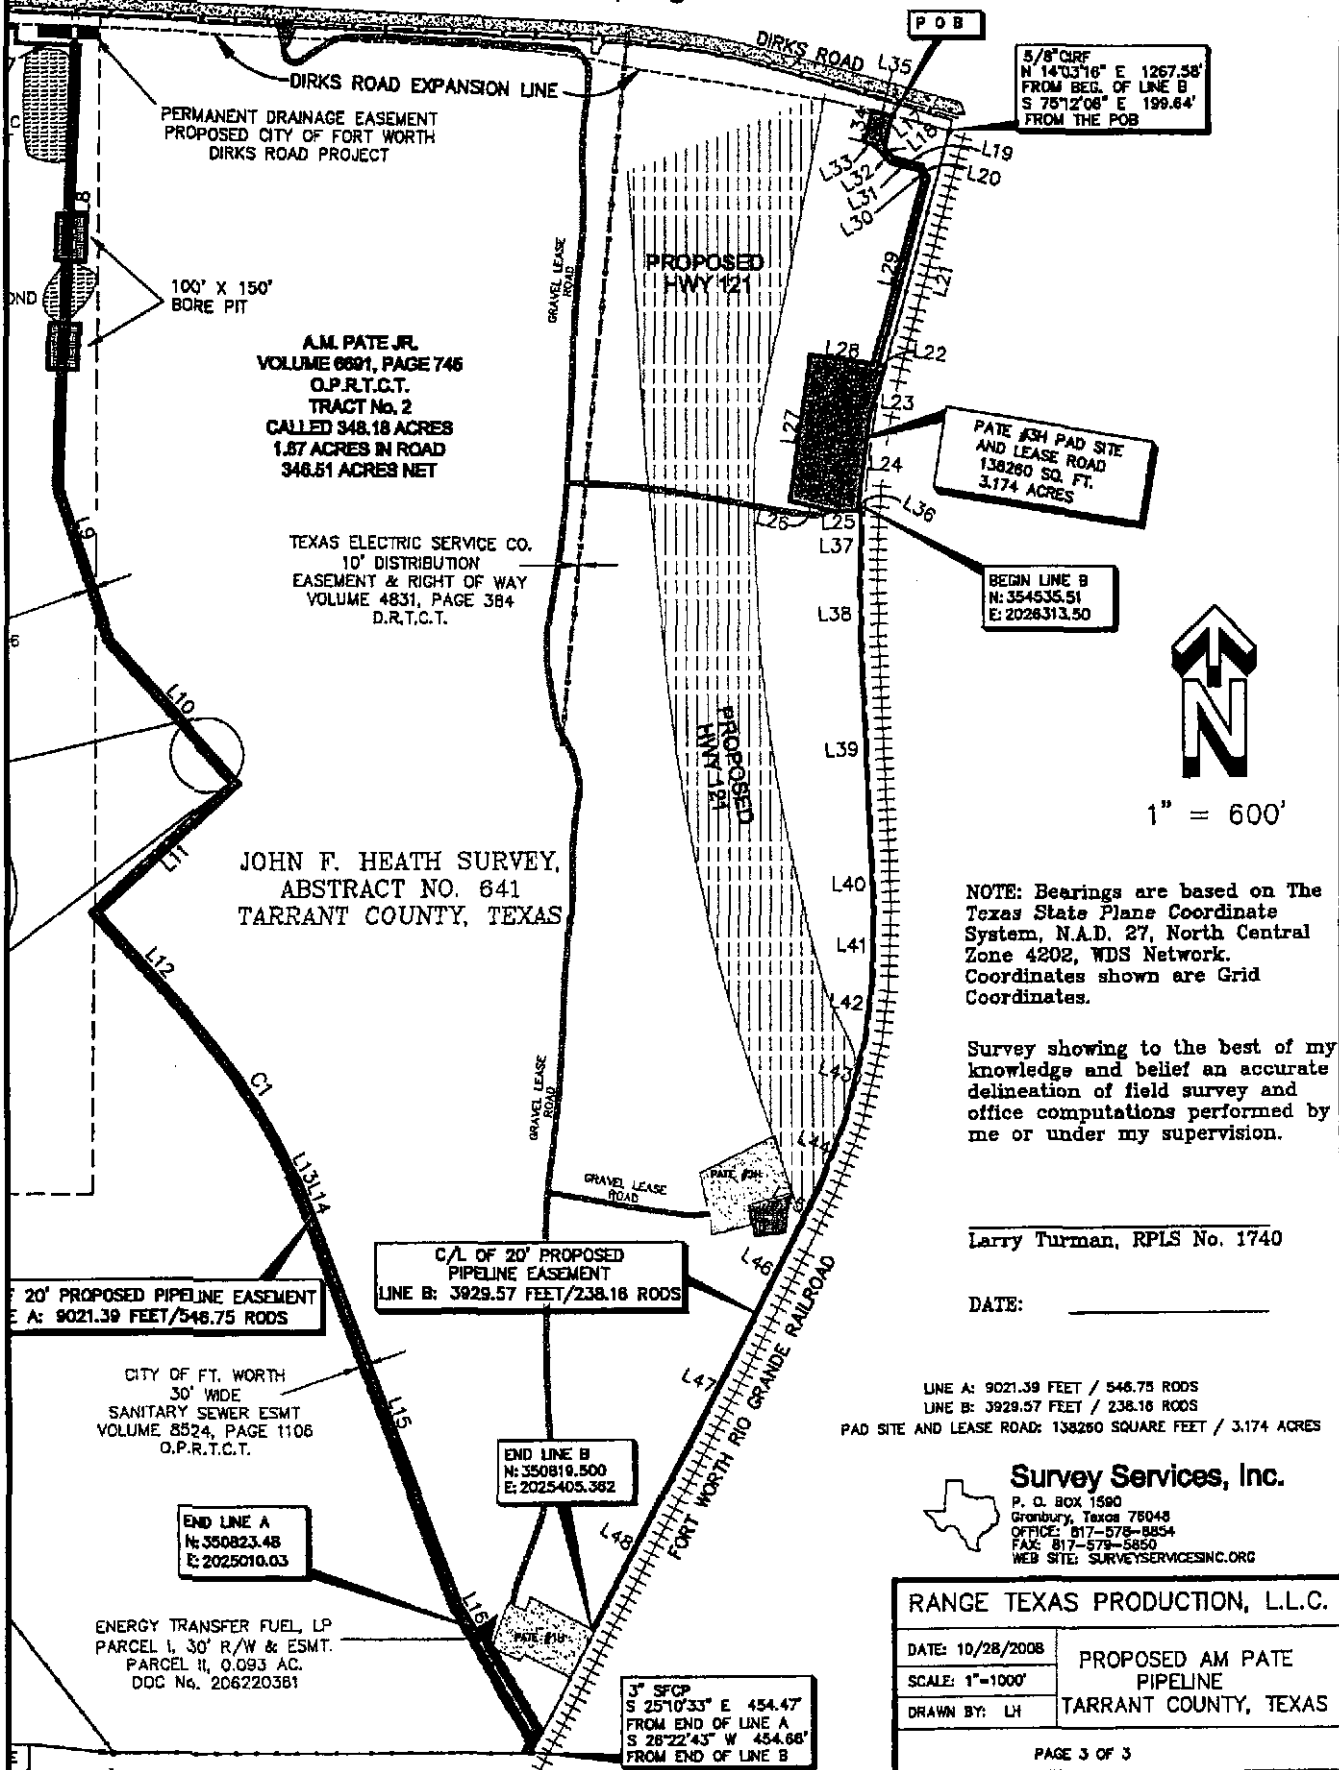 P O B
DIRKS ROAD
L35
5/8" CIRF
N 14°03'16" E 1267.58'
FROM BEG. OF LINE B
S 75°12'06" E 199.64'
FROM THE POB
DIRKS ROAD EXPANSION LINE
PERMANENT DRAINAGE EASEMENT
PROPOSED CITY OF FORT WORTH
DIRKS ROAD PROJECT
L34
L17
L18
L19
L20
L33
L32
L31
L30
L8
L29
L21
GRAVEL LEASE
ROAD
PROPOSED
HWY 121
100' X 150'
BORE PIT
OND
A.M. PATE JR.
VOLUME 6691, PAGE 745
O.P.R.T.C.T.
TRACT No. 2
CALLED 348.18 ACRES
1.67 ACRES IN ROAD
346.51 ACRES NET
L28
L22
L23
L27
L24
PATE #3H PAD SITE
AND LEASE ROAD
138260 SQ. FT.
3.174 ACRES
L36
L26
L25
L37
L9
TEXAS ELECTRIC SERVICE CO.
10' DISTRIBUTION
EASEMENT & RIGHT OF WAY
VOLUME 4831, PAGE 384
D.R.T.C.T.
BEGIN LINE B
N: 354535.51
E: 2026313.50
L38
L10
PROPOSED
HWY 121
L39
N
1" = 600'
L11
JOHN F. HEATH SURVEY,
ABSTRACT NO. 641
TARRANT COUNTY, TEXAS
L40
L41
L12
L42
NOTE: Bearings are based on The
Texas State Plane Coordinate
System, N.A.D. 27, North Central
Zone 4202, WDS Network.
Coordinates shown are Grid
Coordinates.
Survey showing to the best of my
knowledge and belief an accurate
delineation of field survey and
office computations performed by
me or under my supervision.
C1
L43
GRAVEL LEASE
ROAD
L44
L13
L14
GRAVEL LEASE
ROAD
Larry Turman, RPLS No. 1740
L46
C/L OF 20' PROPOSED
PIPELINE EASEMENT
LINE B: 3929.57 FEET/238.16 RODS
20' PROPOSED PIPELINE EASEMENT
E A: 9021.39 FEET/546.75 RODS
DATE:
FORT WORTH RIO GRANDE RAILROAD
CITY OF FT. WORTH
30' WIDE
SANITARY SEWER ESMT
VOLUME 8524, PAGE 1106
O.P.R.T.C.T.
L15
L47
LINE A: 9021.39 FEET / 546.75 RODS
LINE B: 3929.57 FEET / 238.16 RODS
PAD SITE AND LEASE ROAD: 138260 SQUARE FEET / 3.174 ACRES
END LINE B
N: 350819.500
E: 2025405.362
Survey Services, Inc.
P. O. BOX 1590
Granbury, Texas 76048
OFFICE: 817-578-8854
FAX: 817-579-5850
WEB SITE: SURVEYSERVICESINC.ORG
END LINE A
N: 350823.48
E: 2025010.03
L48
L16
ENERGY TRANSFER FUEL, LP
PARCEL I, 30' R/W & ESMT.
PARCEL II, 0.093 AC.
DOC No. 206220381
RANGE TEXAS PRODUCTION, L.L.C.
DATE: 10/28/2008
SCALE: 1"=1000'
DRAWN BY: LH
PROPOSED AM PATE
PIPELINE
TARRANT COUNTY, TEXAS
3" SFCP
S 25°10'33" E 454.47'
FROM END OF LINE A
S 26°22'43" W 454.68'
FROM END OF LINE B
PAGE 3 OF 3